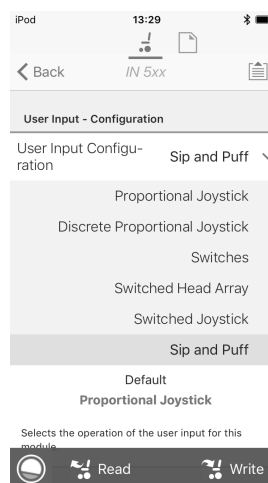 iPod 13:29
Back IN 5xx
User Input - Configuration
User Input Configu-
ration Sip and Puff
Proportional Joystick
Discrete Proportional Joystick
Switches
Switched Head Array
Switched Joystick
Sip and Puff
Default
Proportional Joystick
Selects the operation of the user input for this
module.
Read Write